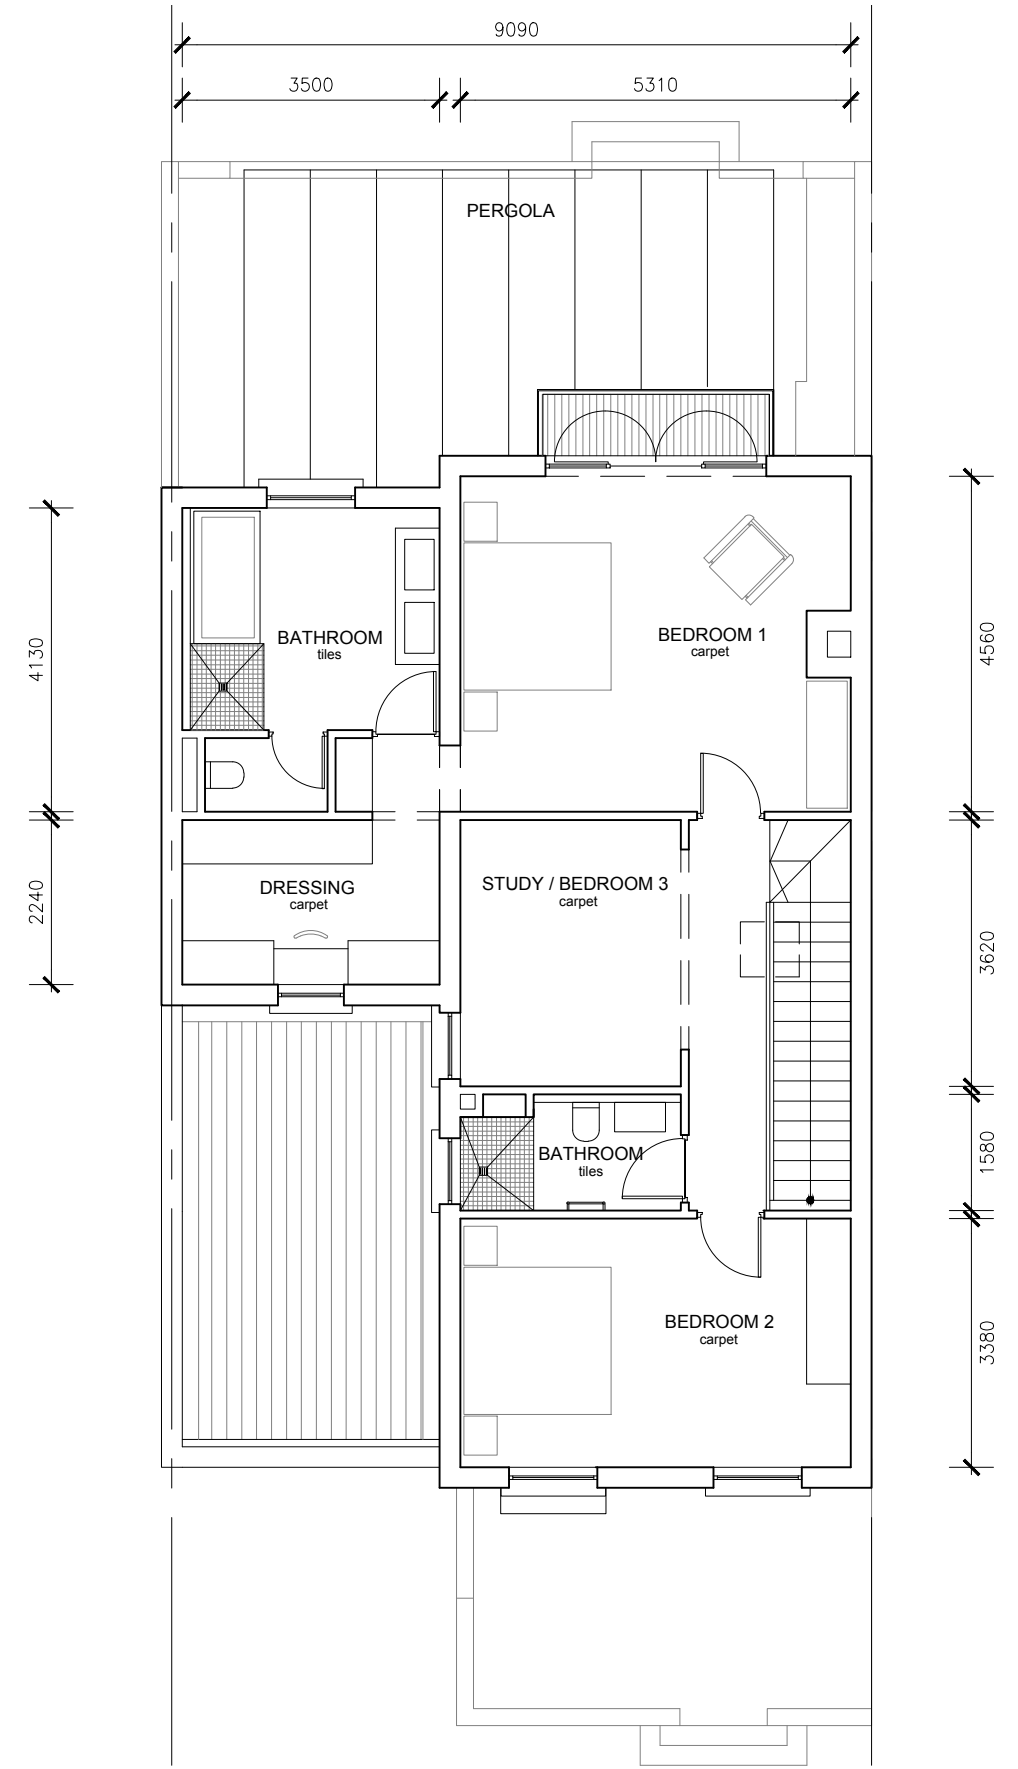 9090
3500
5310
PERGOLA
BATHROOM
tiles
BEDROOM 1
carpet
4130
4560
DRESSING
carpet
STUDY / BEDROOM 3
carpet
2240
3620
BATHROOM
tiles
1580
BEDROOM 2
carpet
3380